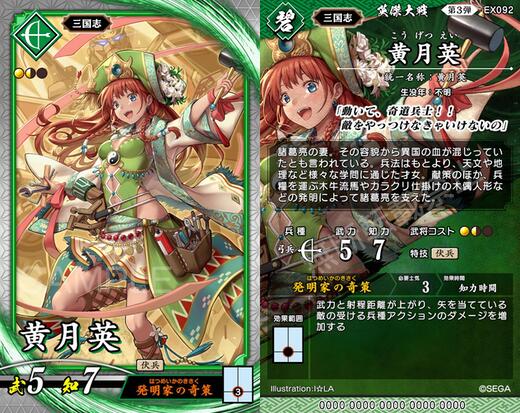 三国志
黄月英
伏兵
武5 知7
はつめいかのきさく
発明家の奇策
3
碧
三国志
英傑大戦
第3弾
EX092
こう げつ えい
黄月英
統一名称：黄月英
生没年：不明
「動いて、奇道兵士！！
敵をやっつけなきゃいけないの」
諸葛亮の妻。その容貌から異国の血が混じってい
たとも言われている。兵法はもとより、天文や地
理など様々な学問に通じた才女。献策のほか、兵
糧を運ぶ木牛流馬やカラクリ仕掛けの木偶人形な
どの発明によって諸葛亮を支えた。
兵種 武力 知力 武将コスト
弓兵 5 7
特技 伏兵
はつめいかのきさく
発明家の奇策
必要士気
3
効果時間
知力時間
効果範囲
武力と射程距離が上がり、矢を当てている
敵の受ける兵種アクションのダメージを増
加する
Illustration:I☆LA
©SEGA
0000-0000-0000-0000-0000